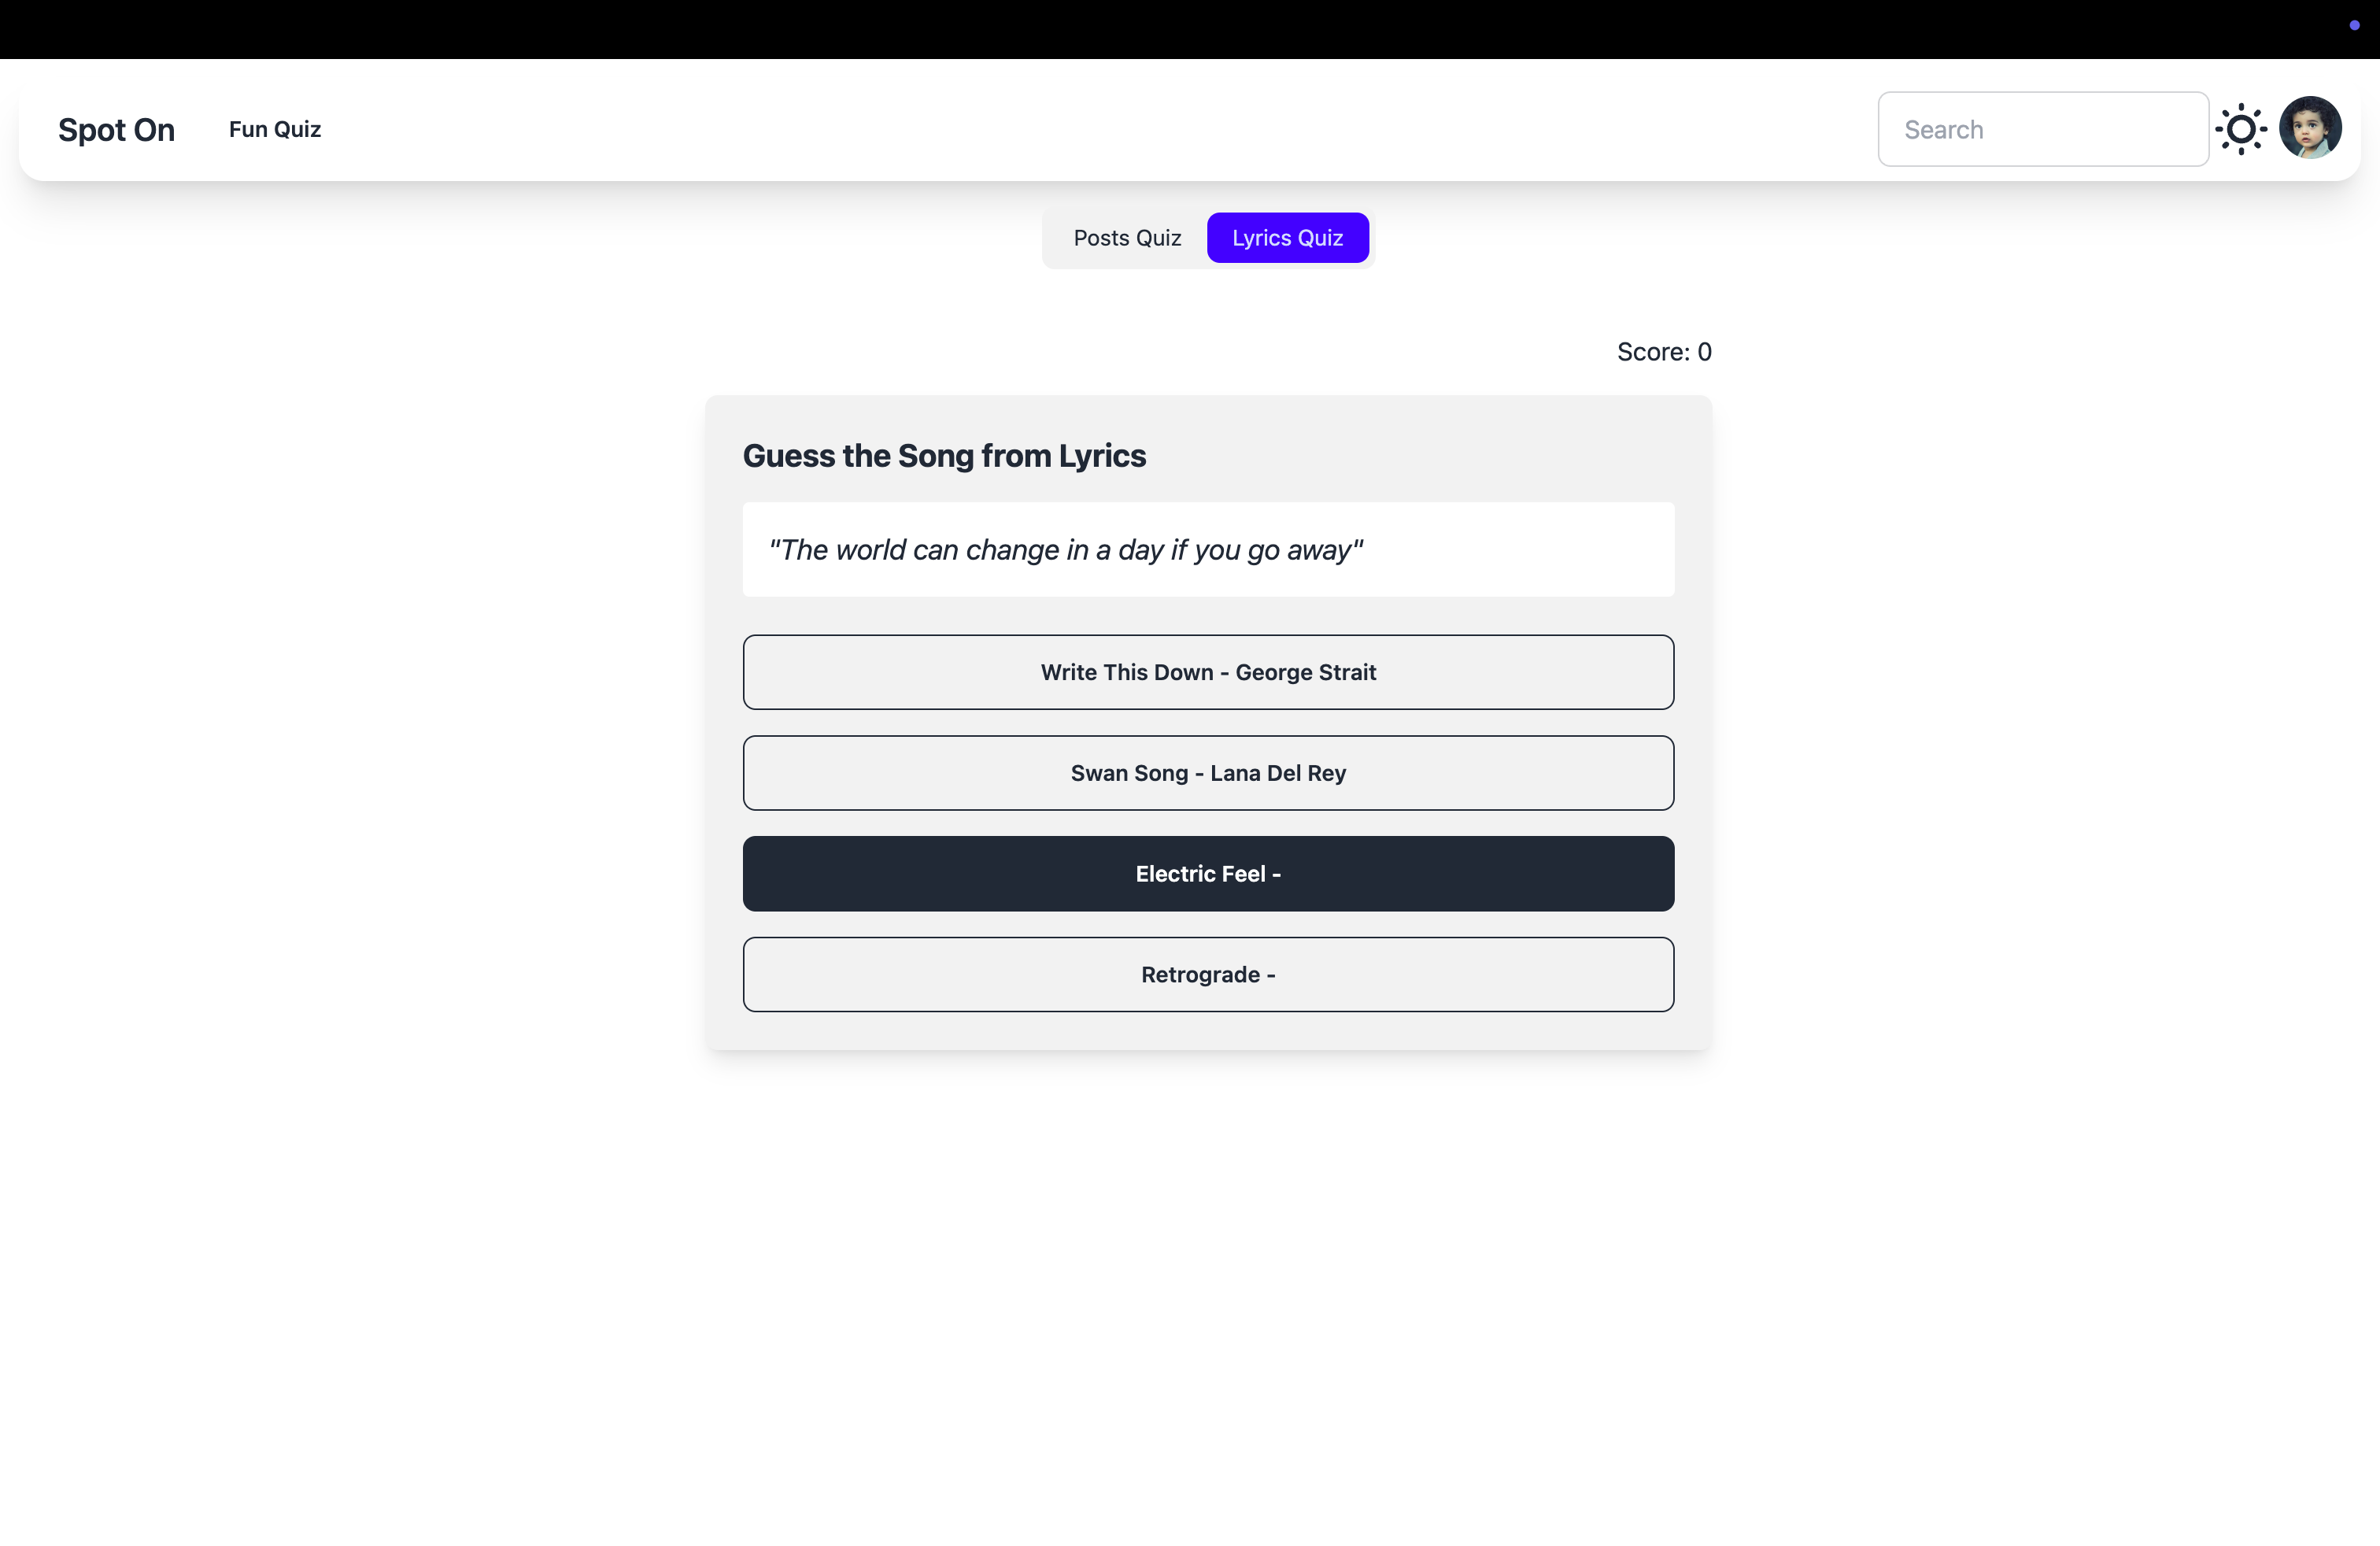 Spot On
Fun Quiz
Search
Posts Quiz
Lyrics Quiz
Score: 0
Guess the Song from Lyrics
"The world can change in a day if you go away"
Write This Down - George Strait
Swan Song - Lana Del Rey
Electric Feel -
Retrograde -